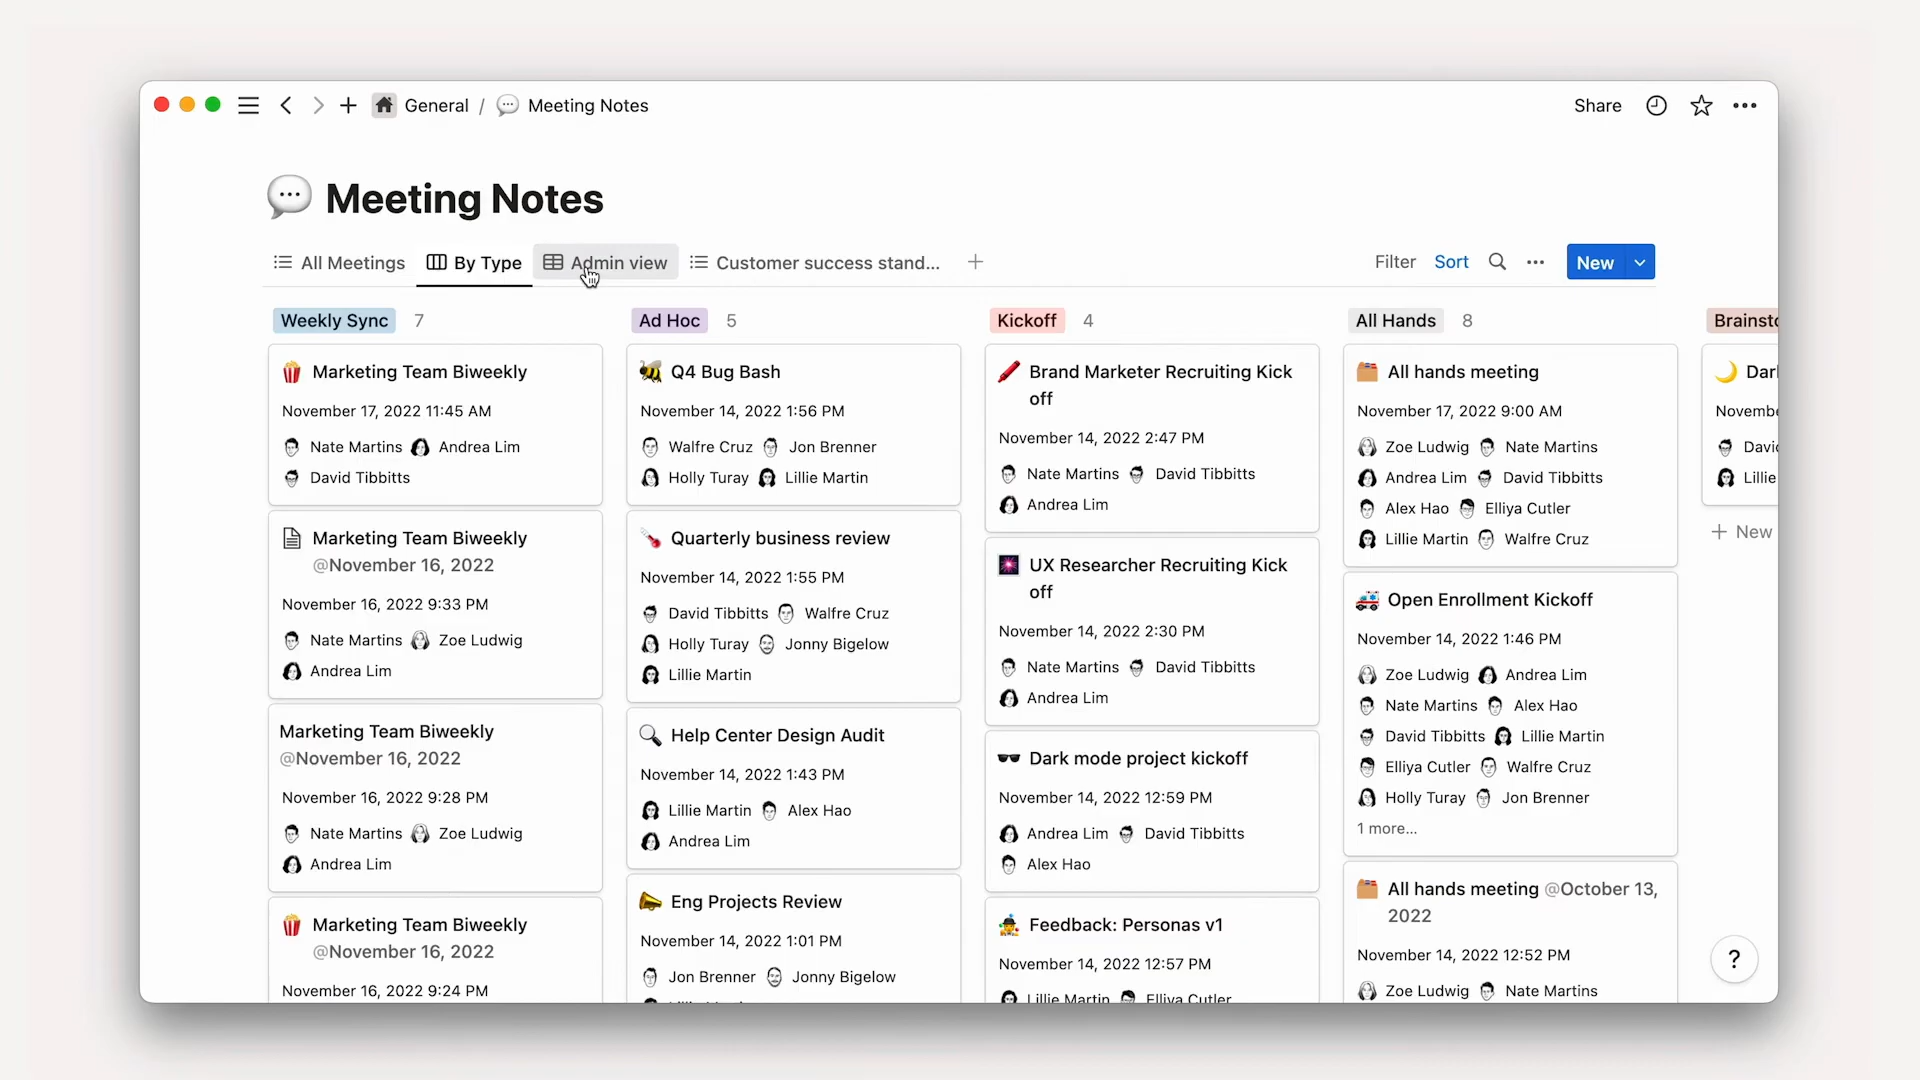 General / Meeting Notes
Share
Meeting Notes
All Meetings
By Type
Admin view
Customer success stand...
Filter
Sort
New
Weekly Sync 7
Marketing Team Biweekly
November 17, 2022 11:45 AM
Nate Martins Andrea Lim
David Tibbitts
Marketing Team Biweekly
@November 16, 2022
November 16, 2022 9:33 PM
Nate Martins Zoe Ludwig
Andrea Lim
Marketing Team Biweekly
@November 16, 2022
November 16, 2022 9:28 PM
Nate Martins Zoe Ludwig
Andrea Lim
Marketing Team Biweekly
@November 16, 2022
November 16, 2022 9:24 PM
Ad Hoc 5
Q4 Bug Bash
November 14, 2022 1:56 PM
Walfre Cruz Jon Brenner
Holly Turay Lillie Martin
Quarterly business review
November 14, 2022 1:55 PM
David Tibbitts Walfre Cruz
Holly Turay Jonny Bigelow
Lillie Martin
Help Center Design Audit
November 14, 2022 1:43 PM
Lillie Martin Alex Hao
Andrea Lim
Eng Projects Review
November 14, 2022 1:01 PM
Jon Brenner Jonny Bigelow
Kickoff 4
Brand Marketer Recruiting Kick
off
November 14, 2022 2:47 PM
Nate Martins David Tibbitts
Andrea Lim
UX Researcher Recruiting Kick
off
November 14, 2022 2:30 PM
Nate Martins David Tibbitts
Andrea Lim
Dark mode project kickoff
November 14, 2022 12:59 PM
Andrea Lim David Tibbitts
Alex Hao
Feedback: Personas v1
November 14, 2022 12:57 PM
Lillie Martin Elliya Cutler
All Hands 8
All hands meeting
November 17, 2022 9:00 AM
Zoe Ludwig Nate Martins
Andrea Lim David Tibbitts
Alex Hao Elliya Cutler
Lillie Martin Walfre Cruz
Open Enrollment Kickoff
November 14, 2022 1:46 PM
Zoe Ludwig Andrea Lim
Nate Martins Alex Hao
David Tibbitts Lillie Martin
Elliya Cutler Walfre Cruz
Holly Turay Jon Brenner
1 more...
All hands meeting @October 13,
2022
November 14, 2022 12:52 PM
Zoe Ludwig Nate Martins
Lillie
+ New
?